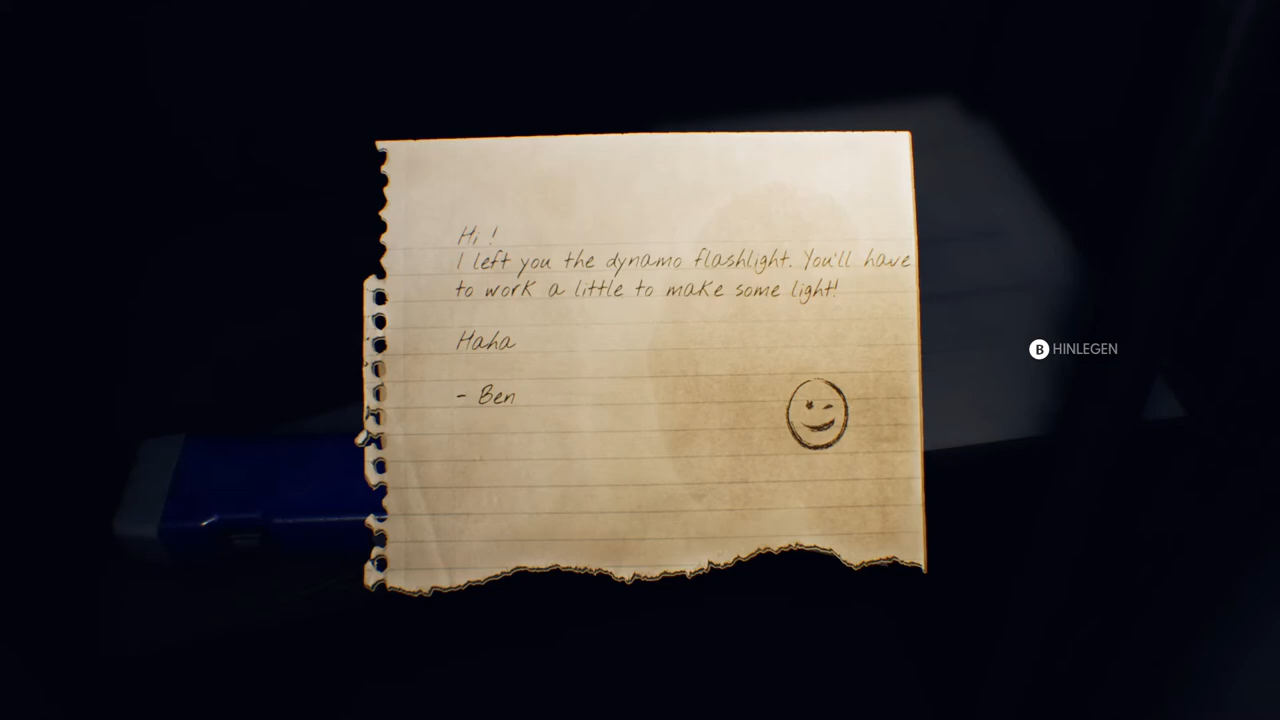 Hi !
I left you the dynamo flashlight. You'll have
to work a little to make some light!
Haha
- Ben
B HINLEGEN